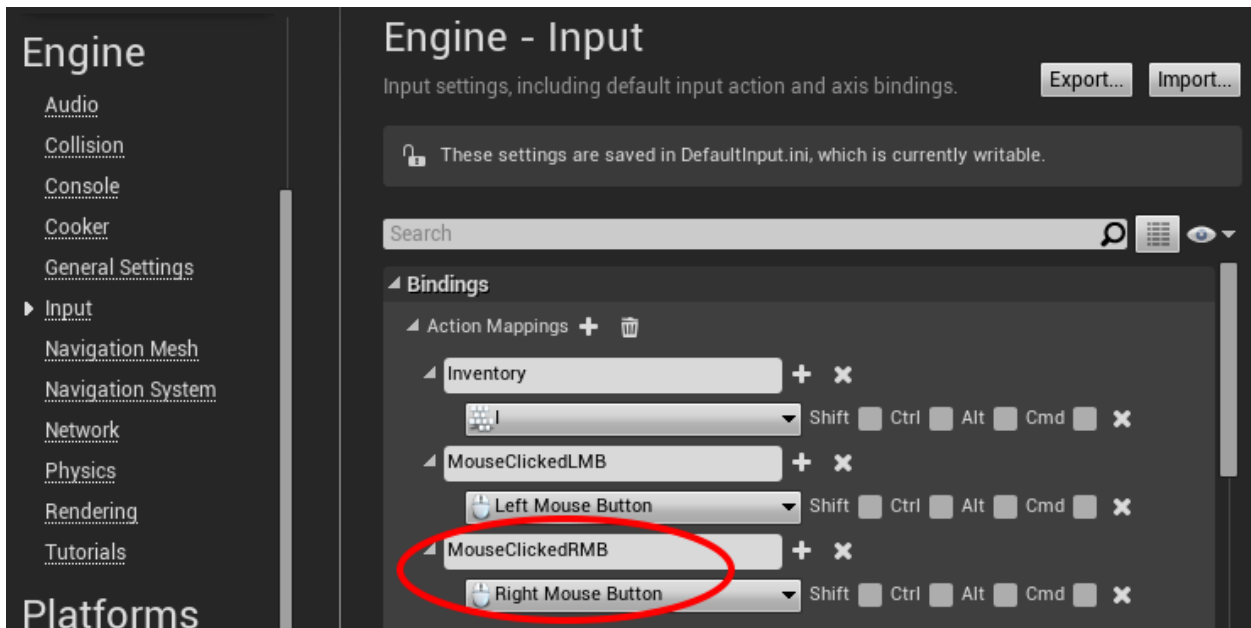 Engine
Audio
Collision
Console
Cooker
General Settings
Input
Navigation Mesh
Navigation System
Network
Physics
Rendering
Tutorials
Platforms
Engine - Input
Input settings, including default input action and axis bindings.
Export...
Import...
These settings are saved in DefaultInput.ini, which is currently writable.
Search
Bindings
Action Mappings
Inventory
I Shift Ctrl Alt Cmd
MouseClickedLMB
Left Mouse Button Shift Ctrl Alt Cmd
MouseClickedRMB
Right Mouse Button Shift Ctrl Alt Cmd